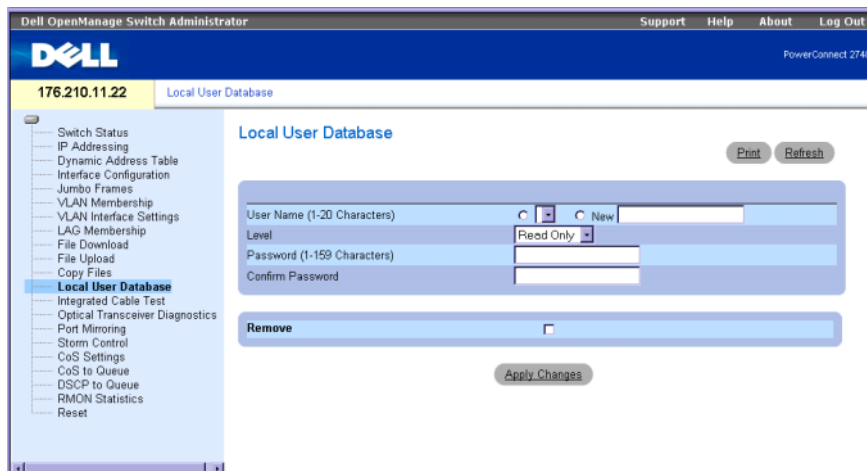 Dell OpenManage Switch Administrator
Support Help About Log Out
DELL
PowerConnect 274
176.210.11.22
Local User Database
Switch Status
IP Addressing
Dynamic Address Table
Interface Configuration
Jumbo Frames
VLAN Membership
VLAN Interface Settings
LAG Membership
File Download
File Upload
Copy Files
Local User Database
Integrated Cable Test
Optical Transceiver Diagnostics
Port Mirroring
Storm Control
CoS Settings
CoS to Queue
DSCP to Queue
RMON Statistics
Reset
Local User Database
Print Refresh
User Name (1-20 Characters) New
Level Read Only
Password (1-159 Characters)
Confirm Password
Remove
Apply Changes